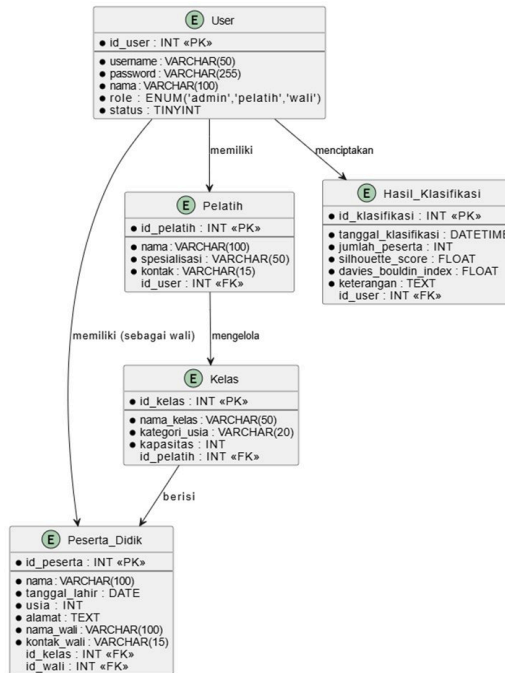 E User
id_user : INT «PK»
username : VARCHAR(50)
password : VARCHAR(255)
nama : VARCHAR(100)
role : ENUM('admin','pelatih','wali')
status : TINYINT
memiliki
menciptakan
E Pelatih
id_pelatih : INT «PK»
nama : VARCHAR(100)
spesialisasi : VARCHAR(50)
kontak : VARCHAR(15)
id_user : INT «FK»
E Hasil_Klasifikasi
id_klasifikasi : INT «PK»
tanggal_klasifikasi : DATETIME
jumlah_peserta : INT
silhouette_score : FLOAT
davies_bouldin_index : FLOAT
keterangan : TEXT
id_user : INT «FK»
memiliki (sebagai wali)
mengelola
E Kelas
id_kelas : INT «PK»
nama_kelas : VARCHAR(50)
kategori_usia : VARCHAR(20)
kapasitas : INT
id_pelatih : INT «FK»
berisi
E Peserta_Didik
id_peserta : INT «PK»
nama : VARCHAR(100)
tanggal_lahir : DATE
usia : INT
alamat : TEXT
nama_wali : VARCHAR(100)
kontak_wali : VARCHAR(15)
id_kelas : INT «FK»
id_wali : INT «FK»